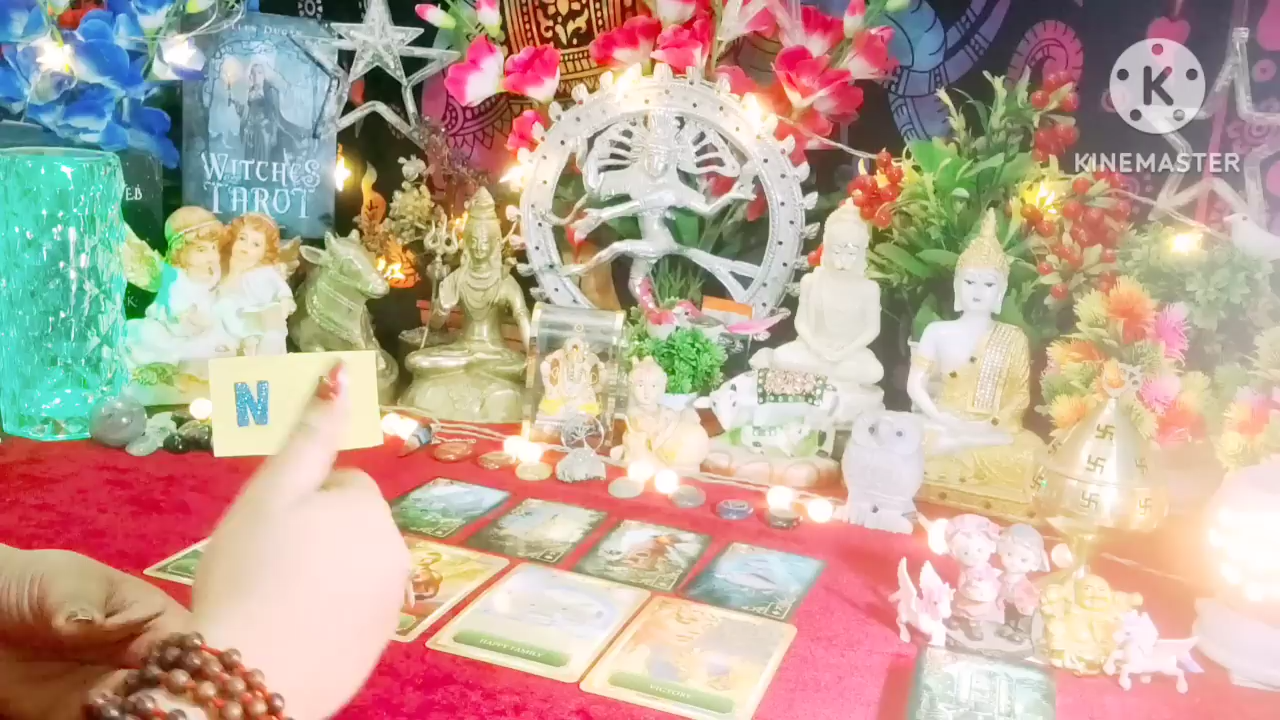 WITCHES
TAROT
K
KINEMASTER
N
HAPPY FAMILY
VICTORY